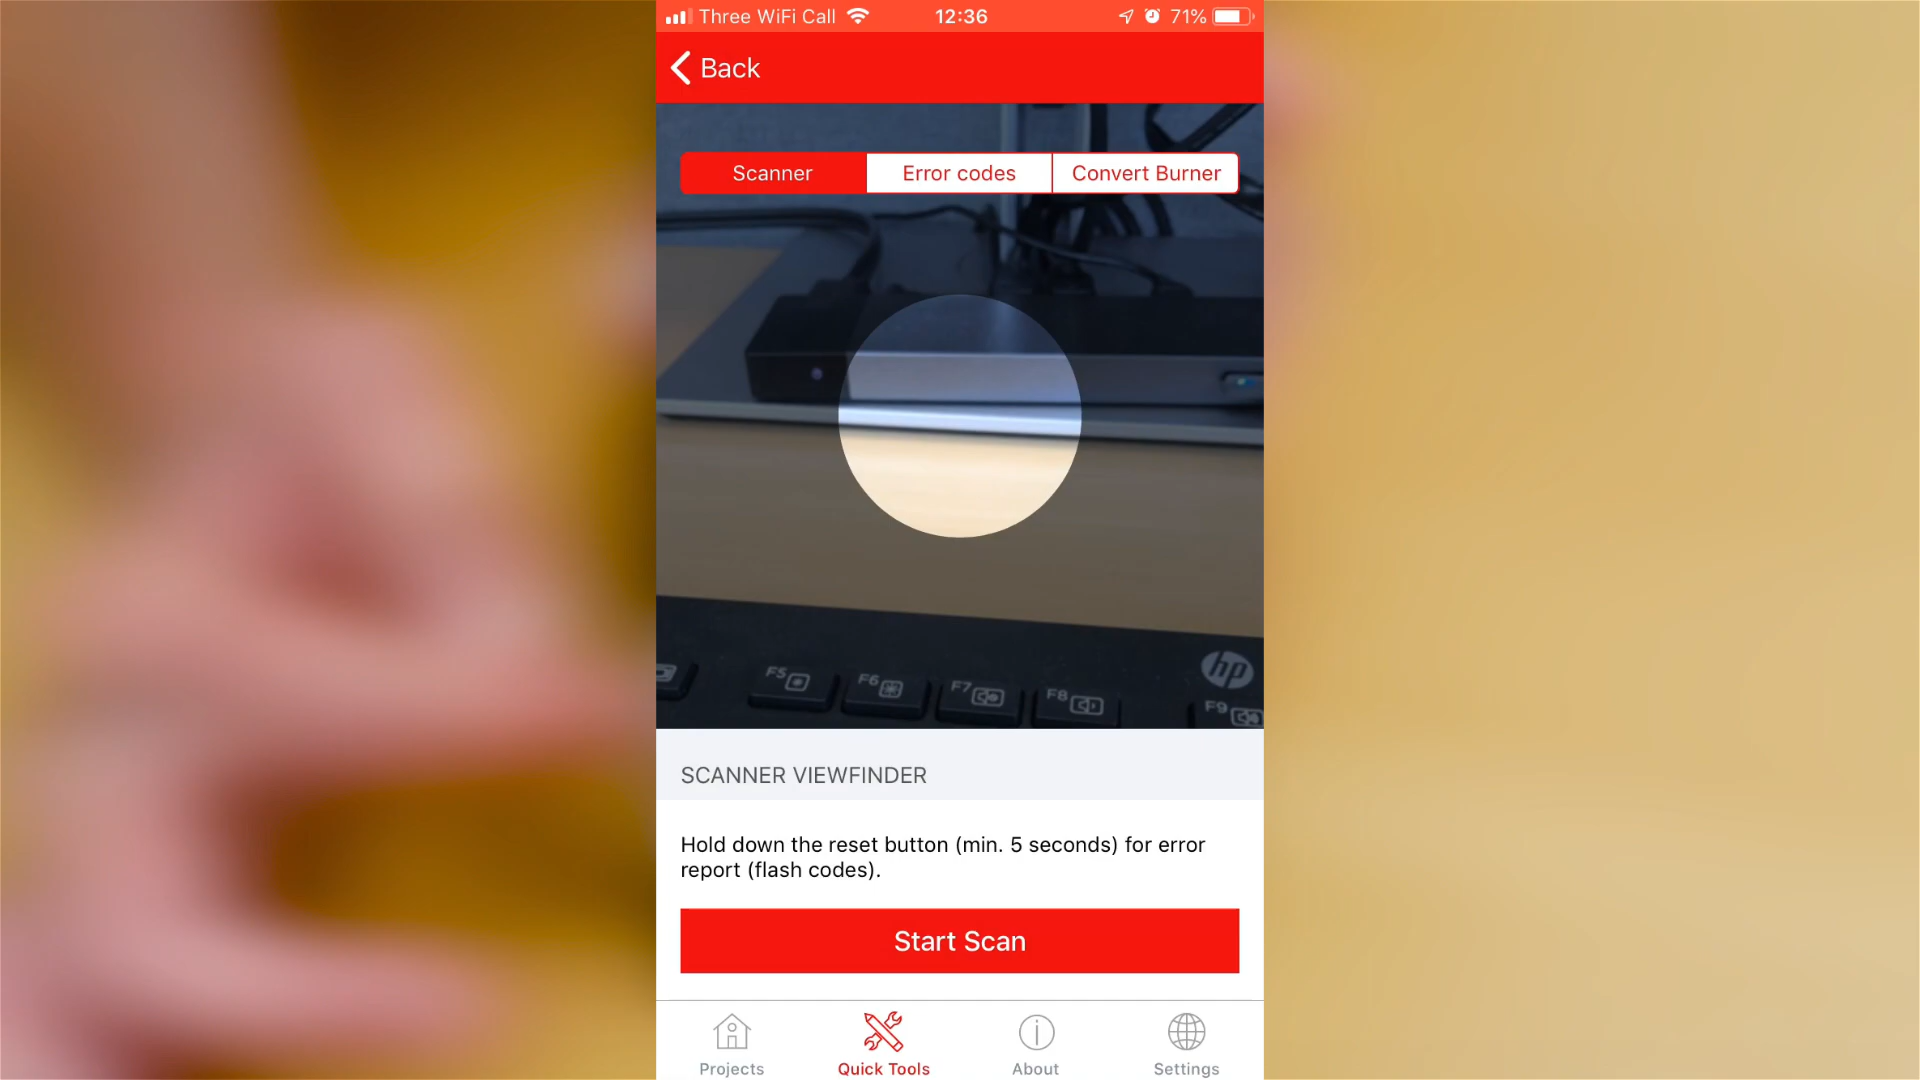 Three WiFi Call
12:36
71%
Back
Scanner
Error codes
Convert Burner
F5
F6
F7
F8
hp
F9
SCANNER VIEWFINDER
Hold down the reset button (min. 5 seconds) for error
report (flash codes).
Start Scan
Projects
Quick Tools
About
Settings